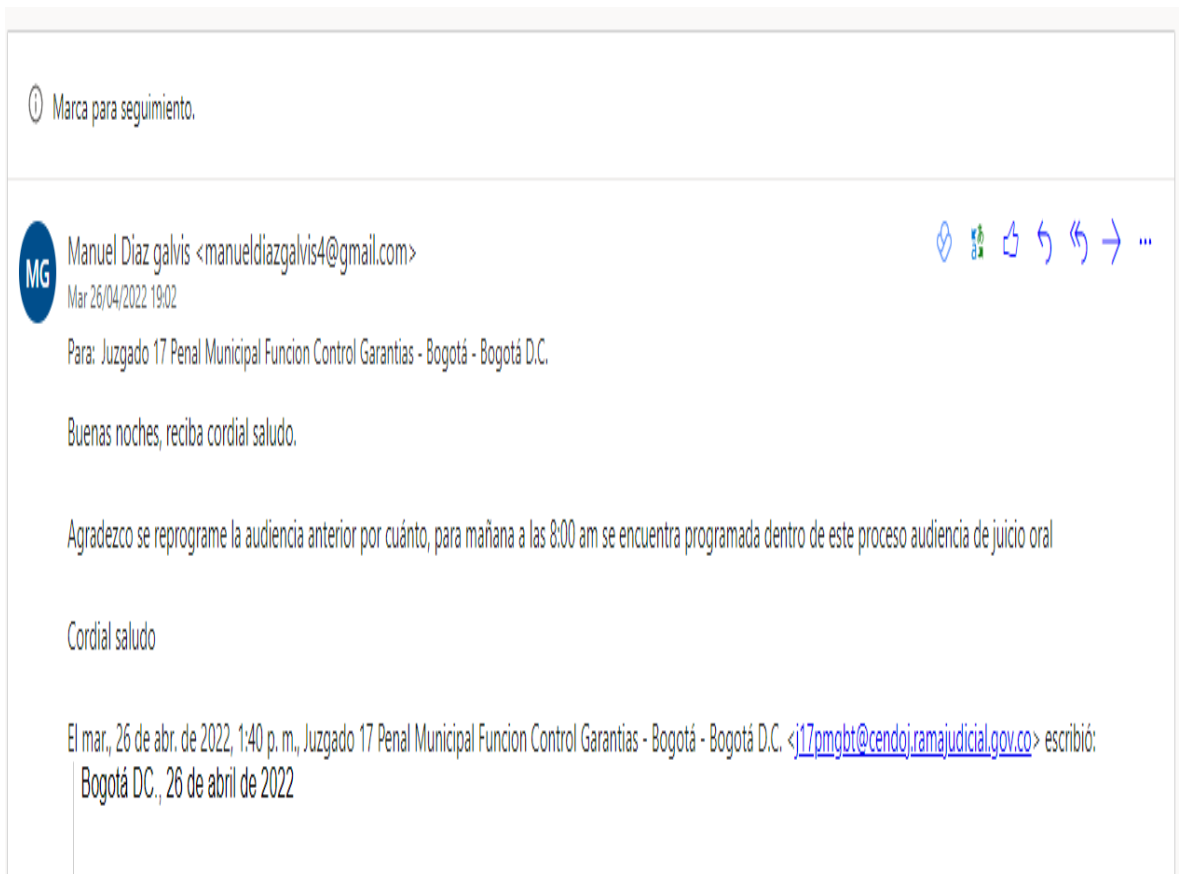 Marca para seguimiento.
MG
Manuel Diaz galvis <manueldiazgalvis4@gmail.com>
Mar 26/04/2022 19:02
Para: Juzgado 17 Penal Municipal Funcion Control Garantias - Bogotá - Bogotá D.C.
Buenas noches, reciba cordial saludo.
Agradezco se reprograme la audiencia anterior por cuánto, para mañana a las 8:00 am se encuentra programada dentro de este proceso audiencia de juicio oral
Cordial saludo
El mar., 26 de abr. de 2022, 1:40 p. m., Juzgado 17 Penal Municipal Funcion Control Garantias - Bogotá - Bogotá D.C. <j17pmgbt@cendoj.ramajudicial.gov.co> escribió:
Bogotá DC., 26 de abril de 2022